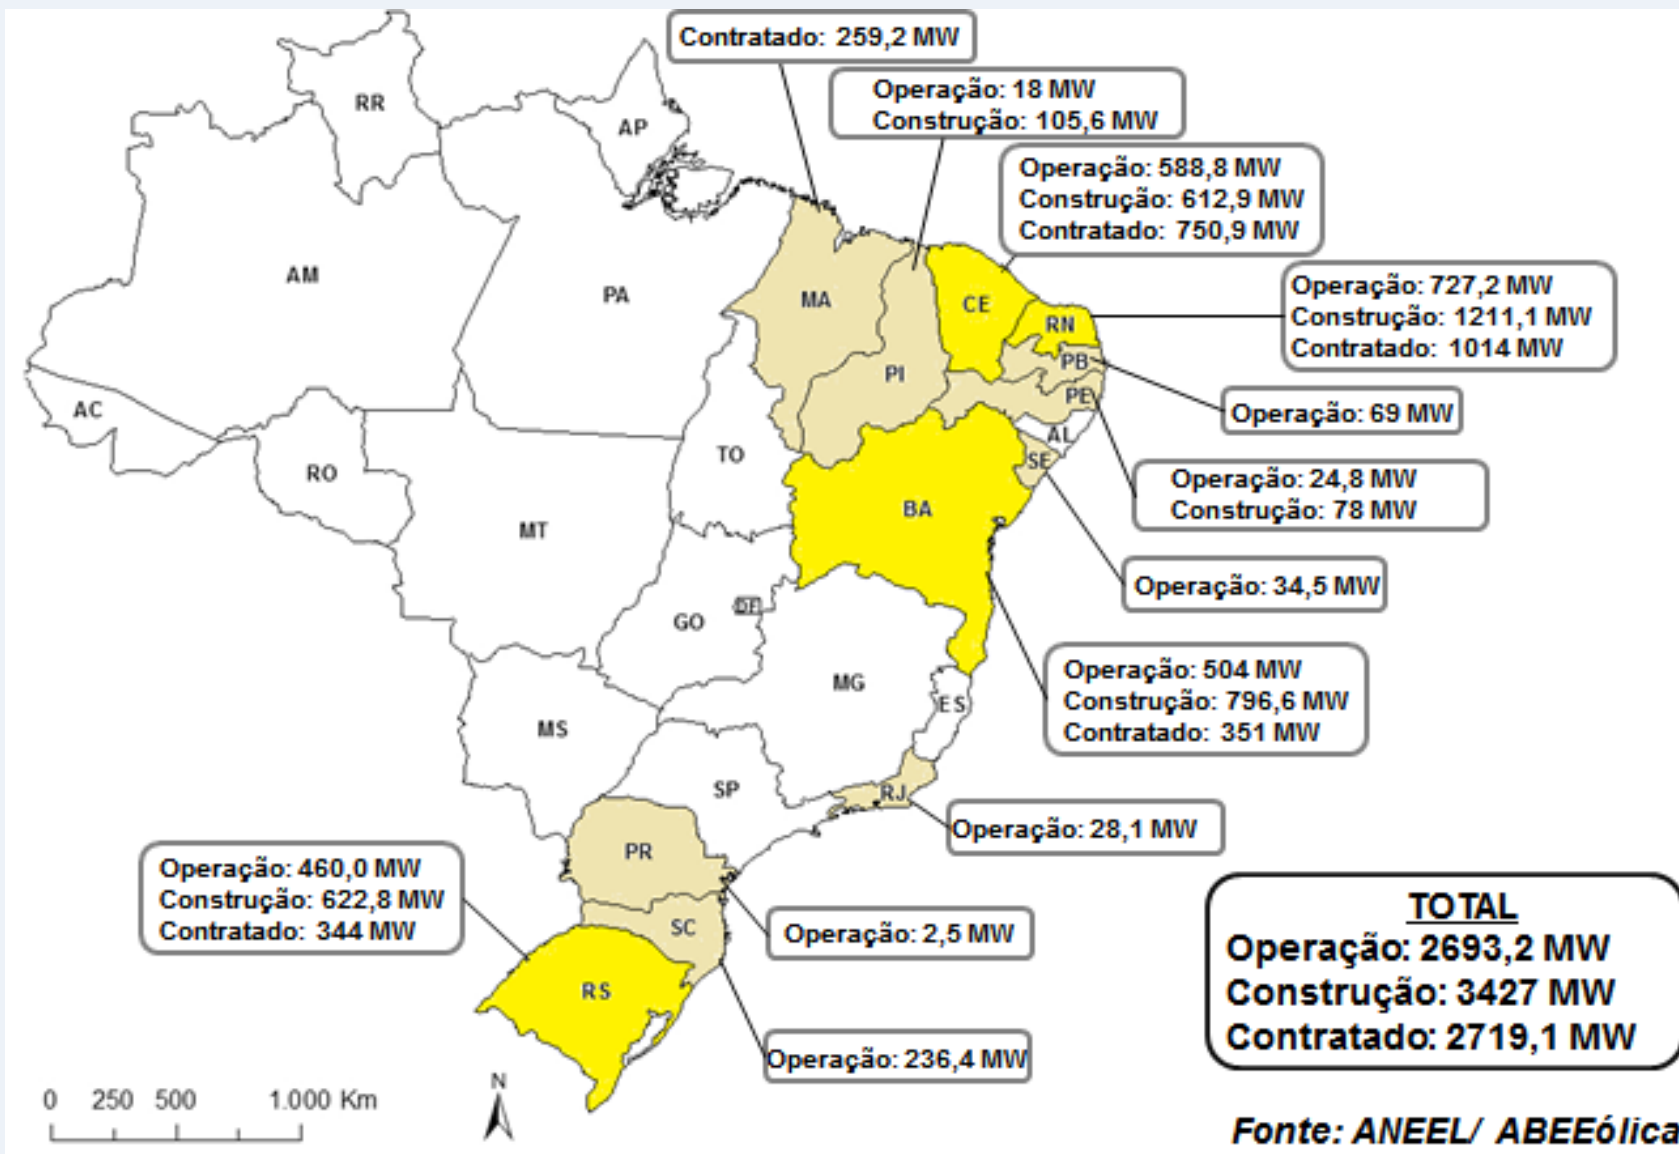 Contratado: 259,2 MW
Operação: 18 MW
Construção: 105,6 MW
Operação: 588,8 MW
Construção: 612,9 MW
Contratado: 750,9 MW
Operação: 727,2 MW
Construção: 1211,1 MW
Contratado: 1014 MW
Operação: 69 MW
Operação: 24,8 MW
Construção: 78 MW
Operação: 34,5 MW
Operação: 504 MW
Construção: 796,6 MW
Contratado: 351 MW
Operação: 28,1 MW
Operação: 460,0 MW
Construção: 622,8 MW
Contratado: 344 MW
Operação: 2,5 MW
Operação: 236,4 MW
RR
AP
AM
PA
MA
CE
RN
PB
PI
PE
AC
AL
TO
SE
RO
BA
MT
DF
GO
MG
ES
MS
SP
RJ
PR
SC
RS
TOTAL
Operação: 2693,2 MW
Construção: 3427 MW
Contratado: 2719,1 MW
N
0 250 500 1.000 Km
Fonte: ANEEL/ ABEEólica